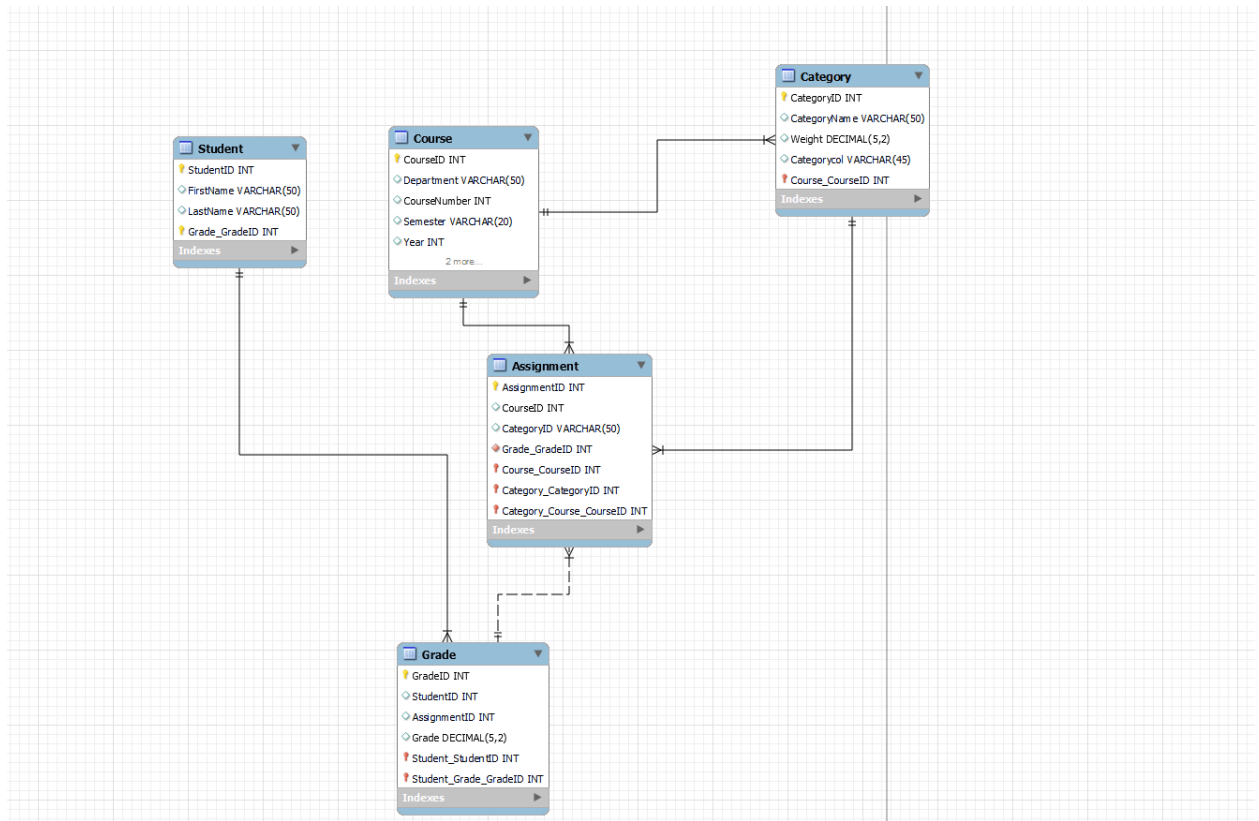 Student
StudentID INT
FirstName VARCHAR(50)
LastName VARCHAR(50)
Grade_GradeID INT
Indexes
Course
CourseID INT
Department VARCHAR(50)
CourseNumber INT
Semester VARCHAR(20)
Year INT
2 more...
Indexes
Category
CategoryID INT
CategoryName VARCHAR(50)
Weight DECIMAL(5,2)
Categorycol VARCHAR(45)
Course_CourseID INT
Indexes
Assignment
AssignmentID INT
CourseID INT
CategoryID VARCHAR(50)
Grade_GradeID INT
Course_CourseID INT
Category_CategoryID INT
Category_Course_CourseID INT
Indexes
Grade
GradeID INT
StudentID INT
AssignmentID INT
Grade DECIMAL(5,2)
Student_StudentID INT
Student_Grade_GradeID INT
Indexes